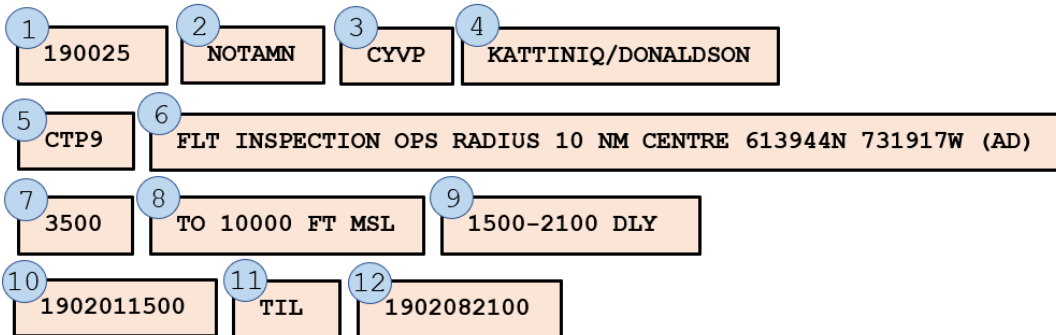 1 190025 2 NOTAMN 3 CYVP 4 KATTINIQ/DONALDSON
5 CTP9 6 FLT INSPECTION OPS RADIUS 10 NM CENTRE 613944N 731917W (AD)
7 3500 8 TO 10000 FT MSL 9 1500-2100 DLY
10 1902011500 11 TIL 12 1902082100